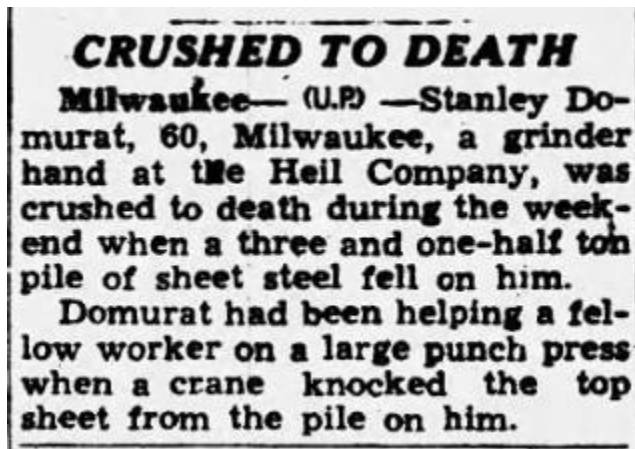 CRUSHED TO DEATH
Milwaukee— (U.P.) —Stanley Do-
murat, 60, Milwaukee, a grinder
hand at the Heil Company, was
crushed to death during the week-
end when a three and one-half ton
pile of sheet steel fell on him.
Domurat had been helping a fel-
low worker on a large punch press
when a crane knocked the top
sheet from the pile on him.